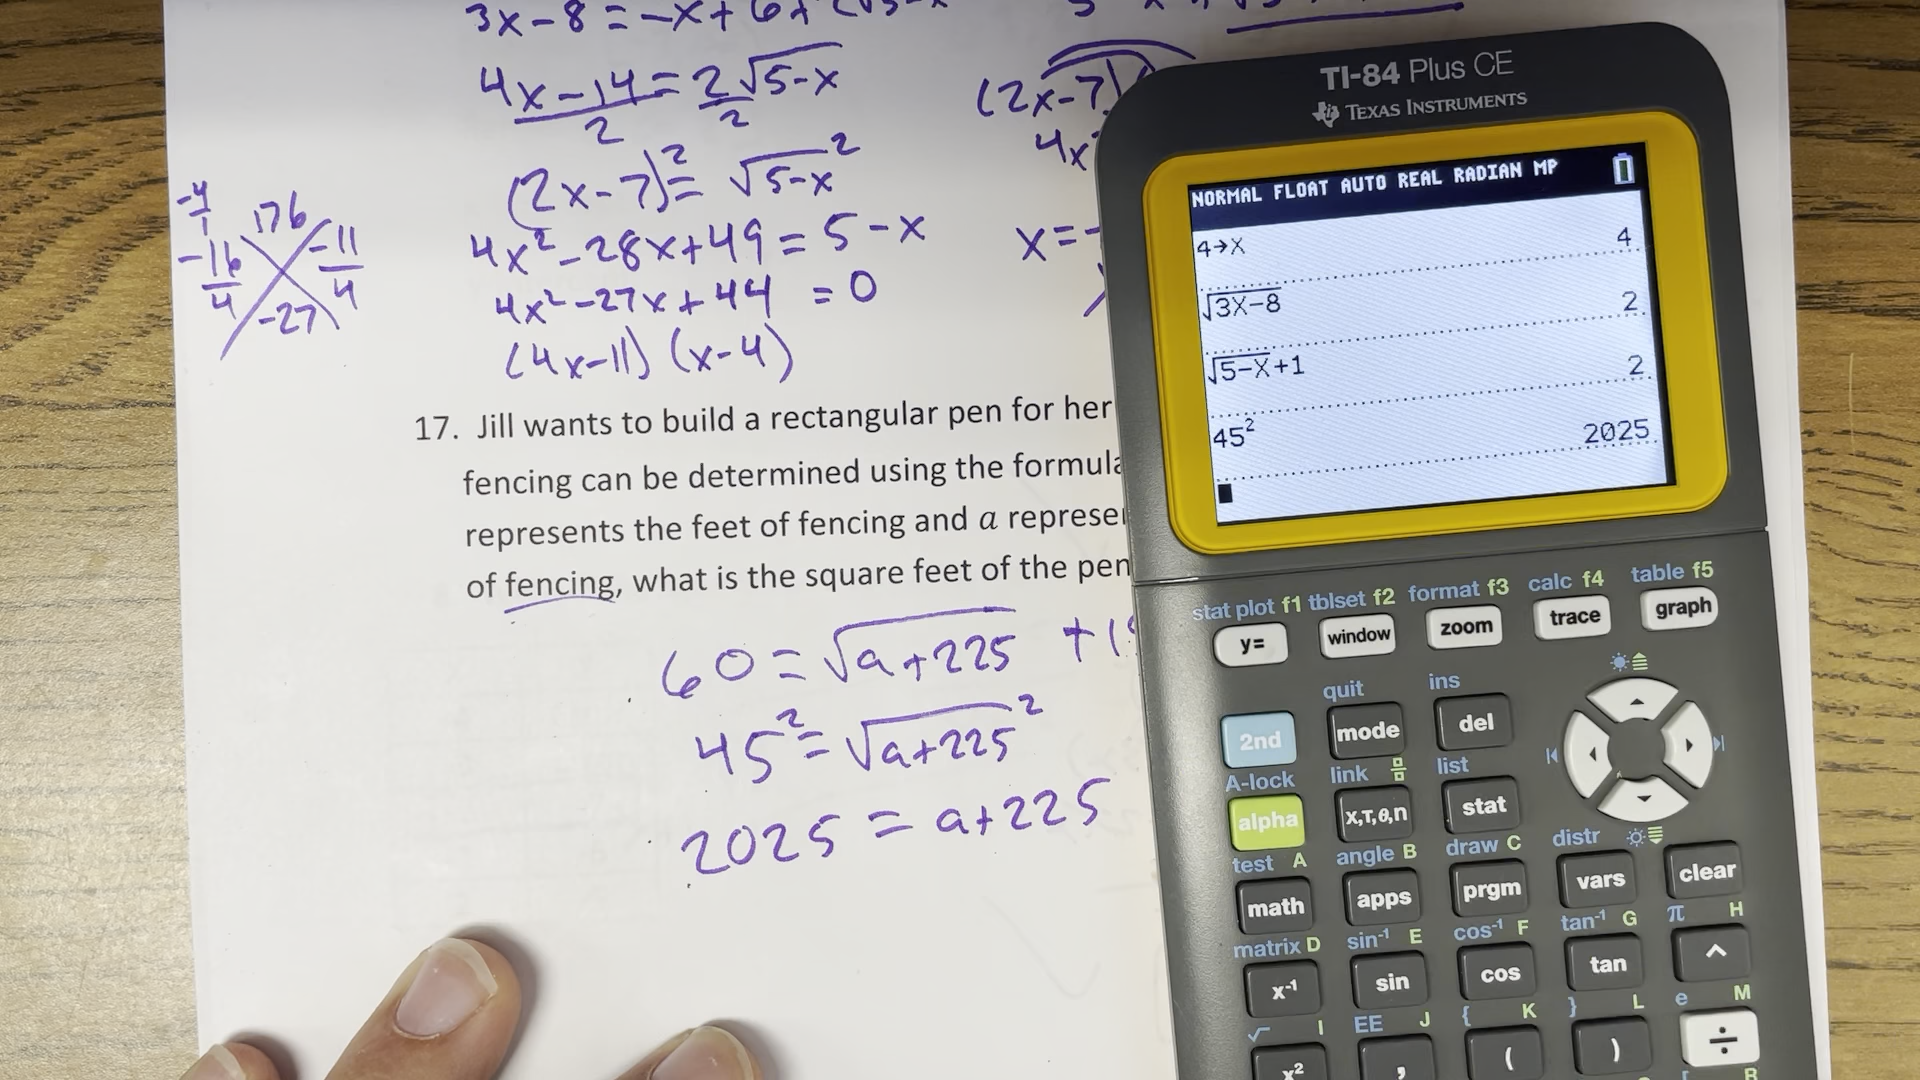 3x-8 = -x+6+
4x-14 = 2√5-x
2 2
(2x-7)² = √5-x²
4x²-28x+49 = 5-x
4x²-27x+44 = 0
(4x-11) (x-4)
-4
1
176
-16
4
-11
4
-27
(2x-7)
4x
x=
17. Jill wants to build a rectangular pen for her
fencing can be determined using the formula
represents the feet of fencing and a
of fencing, what is the square feet of the pen
60 = √a+225 +
45² = √a+225²
2025 = a+225
TI-84 Plus CE
TEXAS INSTRUMENTS
NORMAL FLOAT AUTO REAL RADIAN MP
4→X 4
√3X-8 2
√5-X+1 2
45² 2025
stat plot f1 tblset f2 format f3 calc f4 table f5
y= window zoom trace graph
quit ins
2nd mode del
A-lock link list
alpha X,T,θ,n stat
test A angle B draw C distr
math apps prgm vars clear
matrix D sin⁻¹ E cos⁻¹ F tan⁻¹ G π H
x⁻¹ sin cos tan ^
√ I EE J { K } L e M
x² , ( ) ÷
R